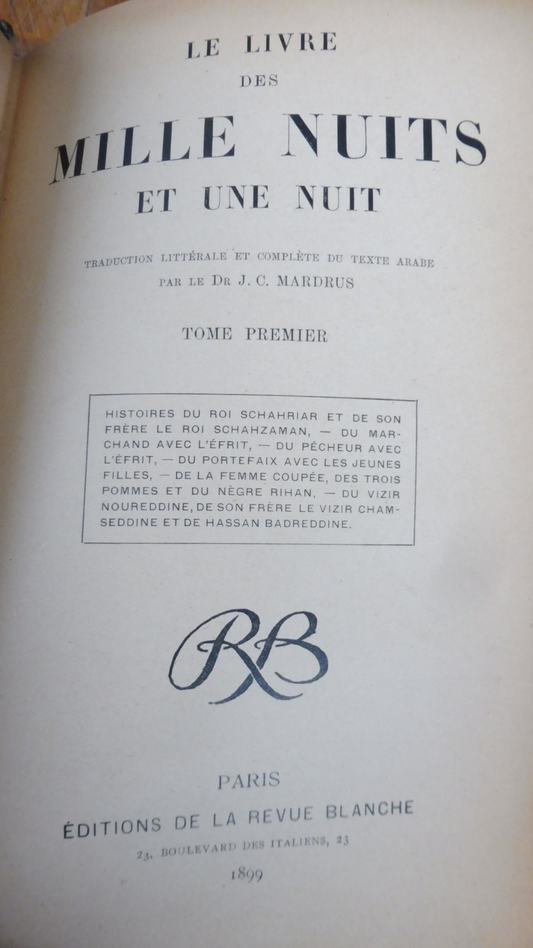 LE LIVRE
DES
MILLE NUITS
ET UNE NUIT
TRADUCTION LITTÉRALE ET COMPLÈTE DU TEXTE ARABE
PAR LE DR J. C. MARDRUS
TOME PREMIER
HISTOIRES DU ROI SCHAHRIAR ET DE SON
FRÈRE LE ROI SCHAHZAMAN, — DU MAR-
CHAND AVEC L'ÉFRIT, — DU PÊCHEUR AVEC
L'ÉFRIT, — DU PORTEFAIX AVEC LES JEUNES
FILLES, — DE LA FEMME COUPÉE, DES TROIS
POMMES ET DU NÈGRE RIHAN, — DU VIZIR
NOUREDDINE, DE SON FRÈRE LE VIZIR CHAM-
SEDDINE ET DE HASSAN BADREDDINE.
RB
PARIS
ÉDITIONS DE LA REVUE BLANCHE
23, BOULEVARD DES ITALIENS, 23
1899